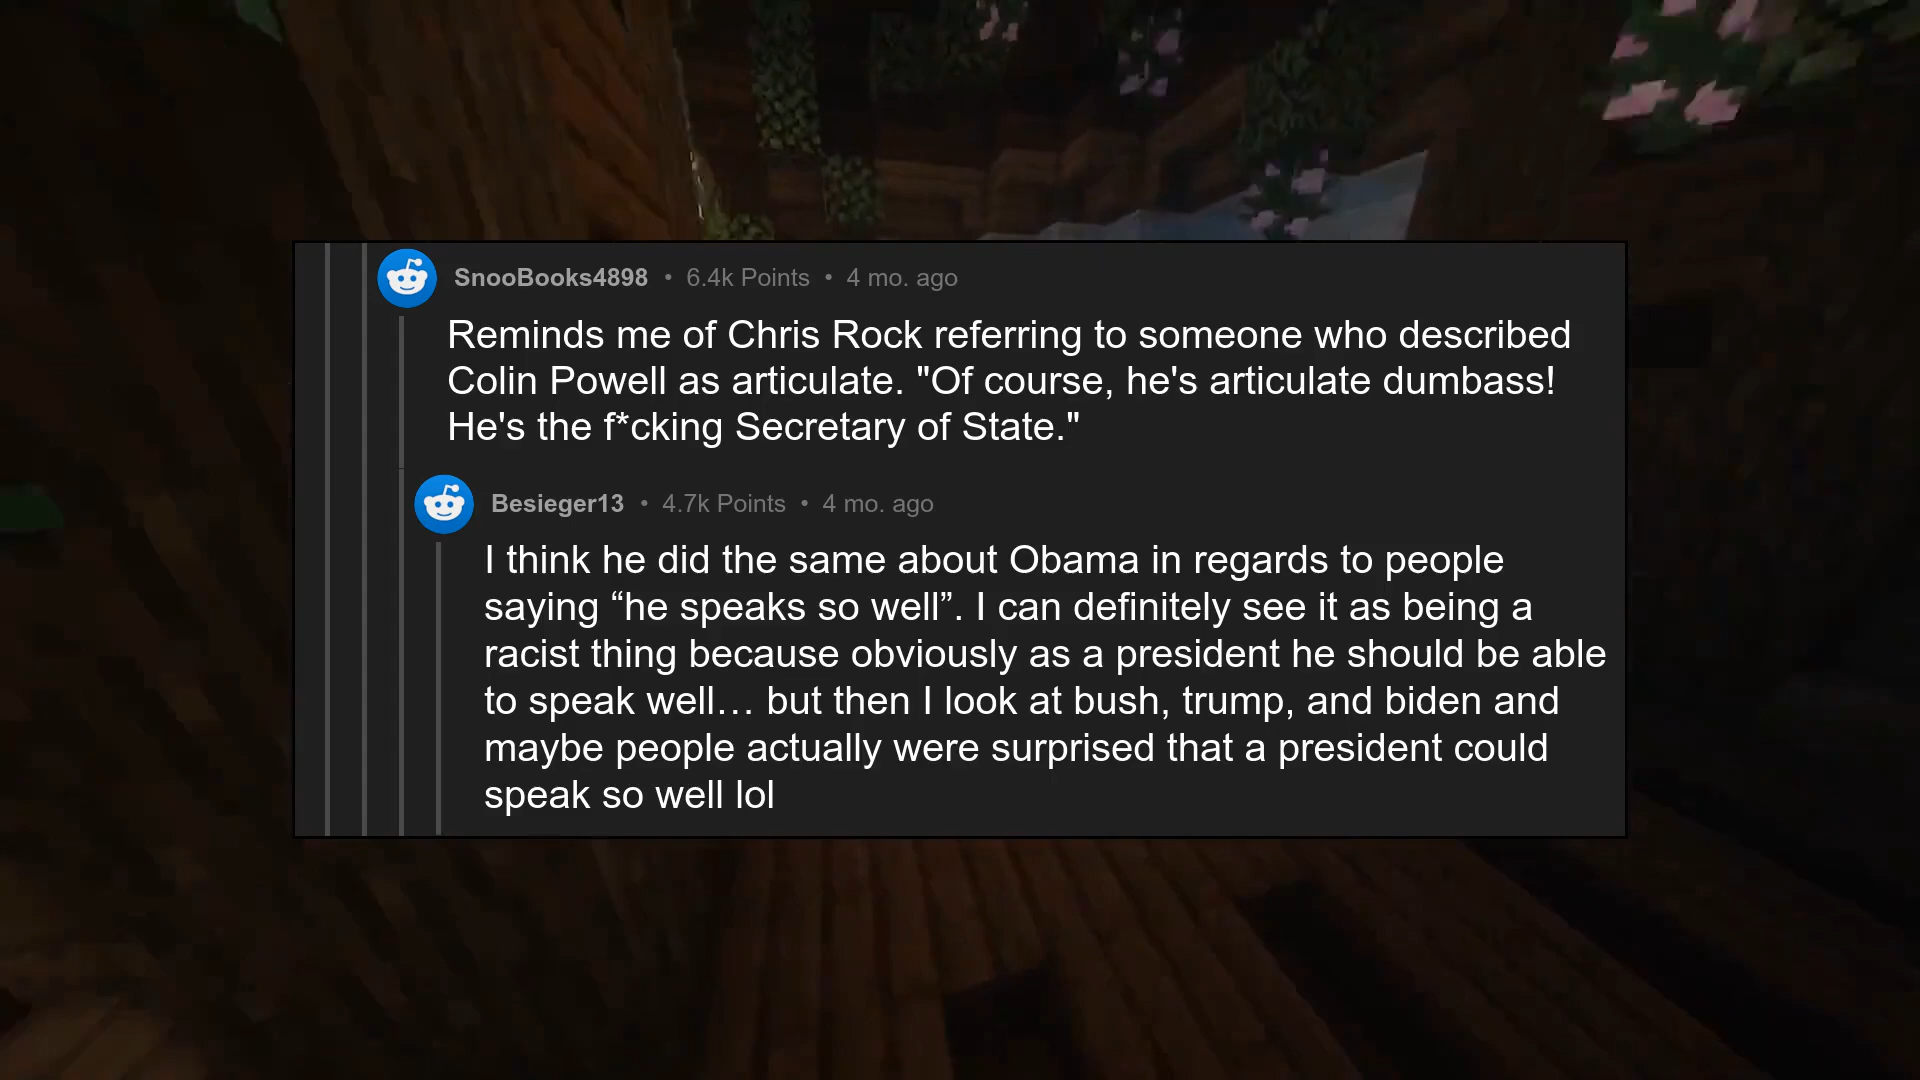 SnooBooks4898 • 6.4k Points • 4 mo. ago
Reminds me of Chris Rock referring to someone who described
Colin Powell as articulate. "Of course, he's articulate dumbass!
He's the f*cking Secretary of State."
Besieger13 • 4.7k Points • 4 mo. ago
I think he did the same about Obama in regards to people
saying “he speaks so well”. I can definitely see it as being a
racist thing because obviously as a president he should be able
to speak well… but then I look at bush, trump, and biden and
maybe people actually were surprised that a president could
speak so well lol